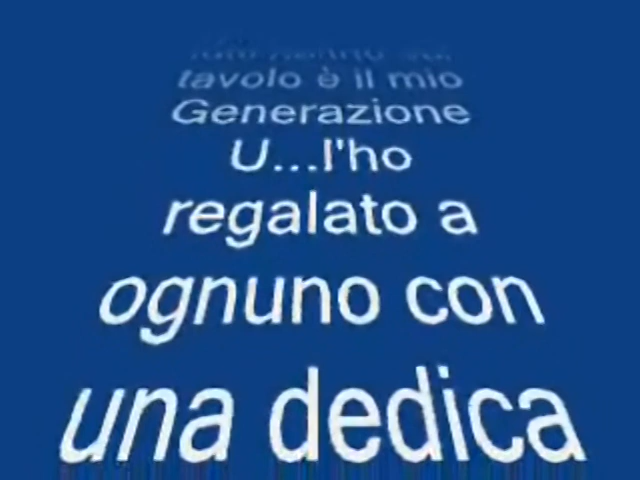 tavolo è il mio
Generazione
U...l'ho
regalato a
ognuno con
una dedica